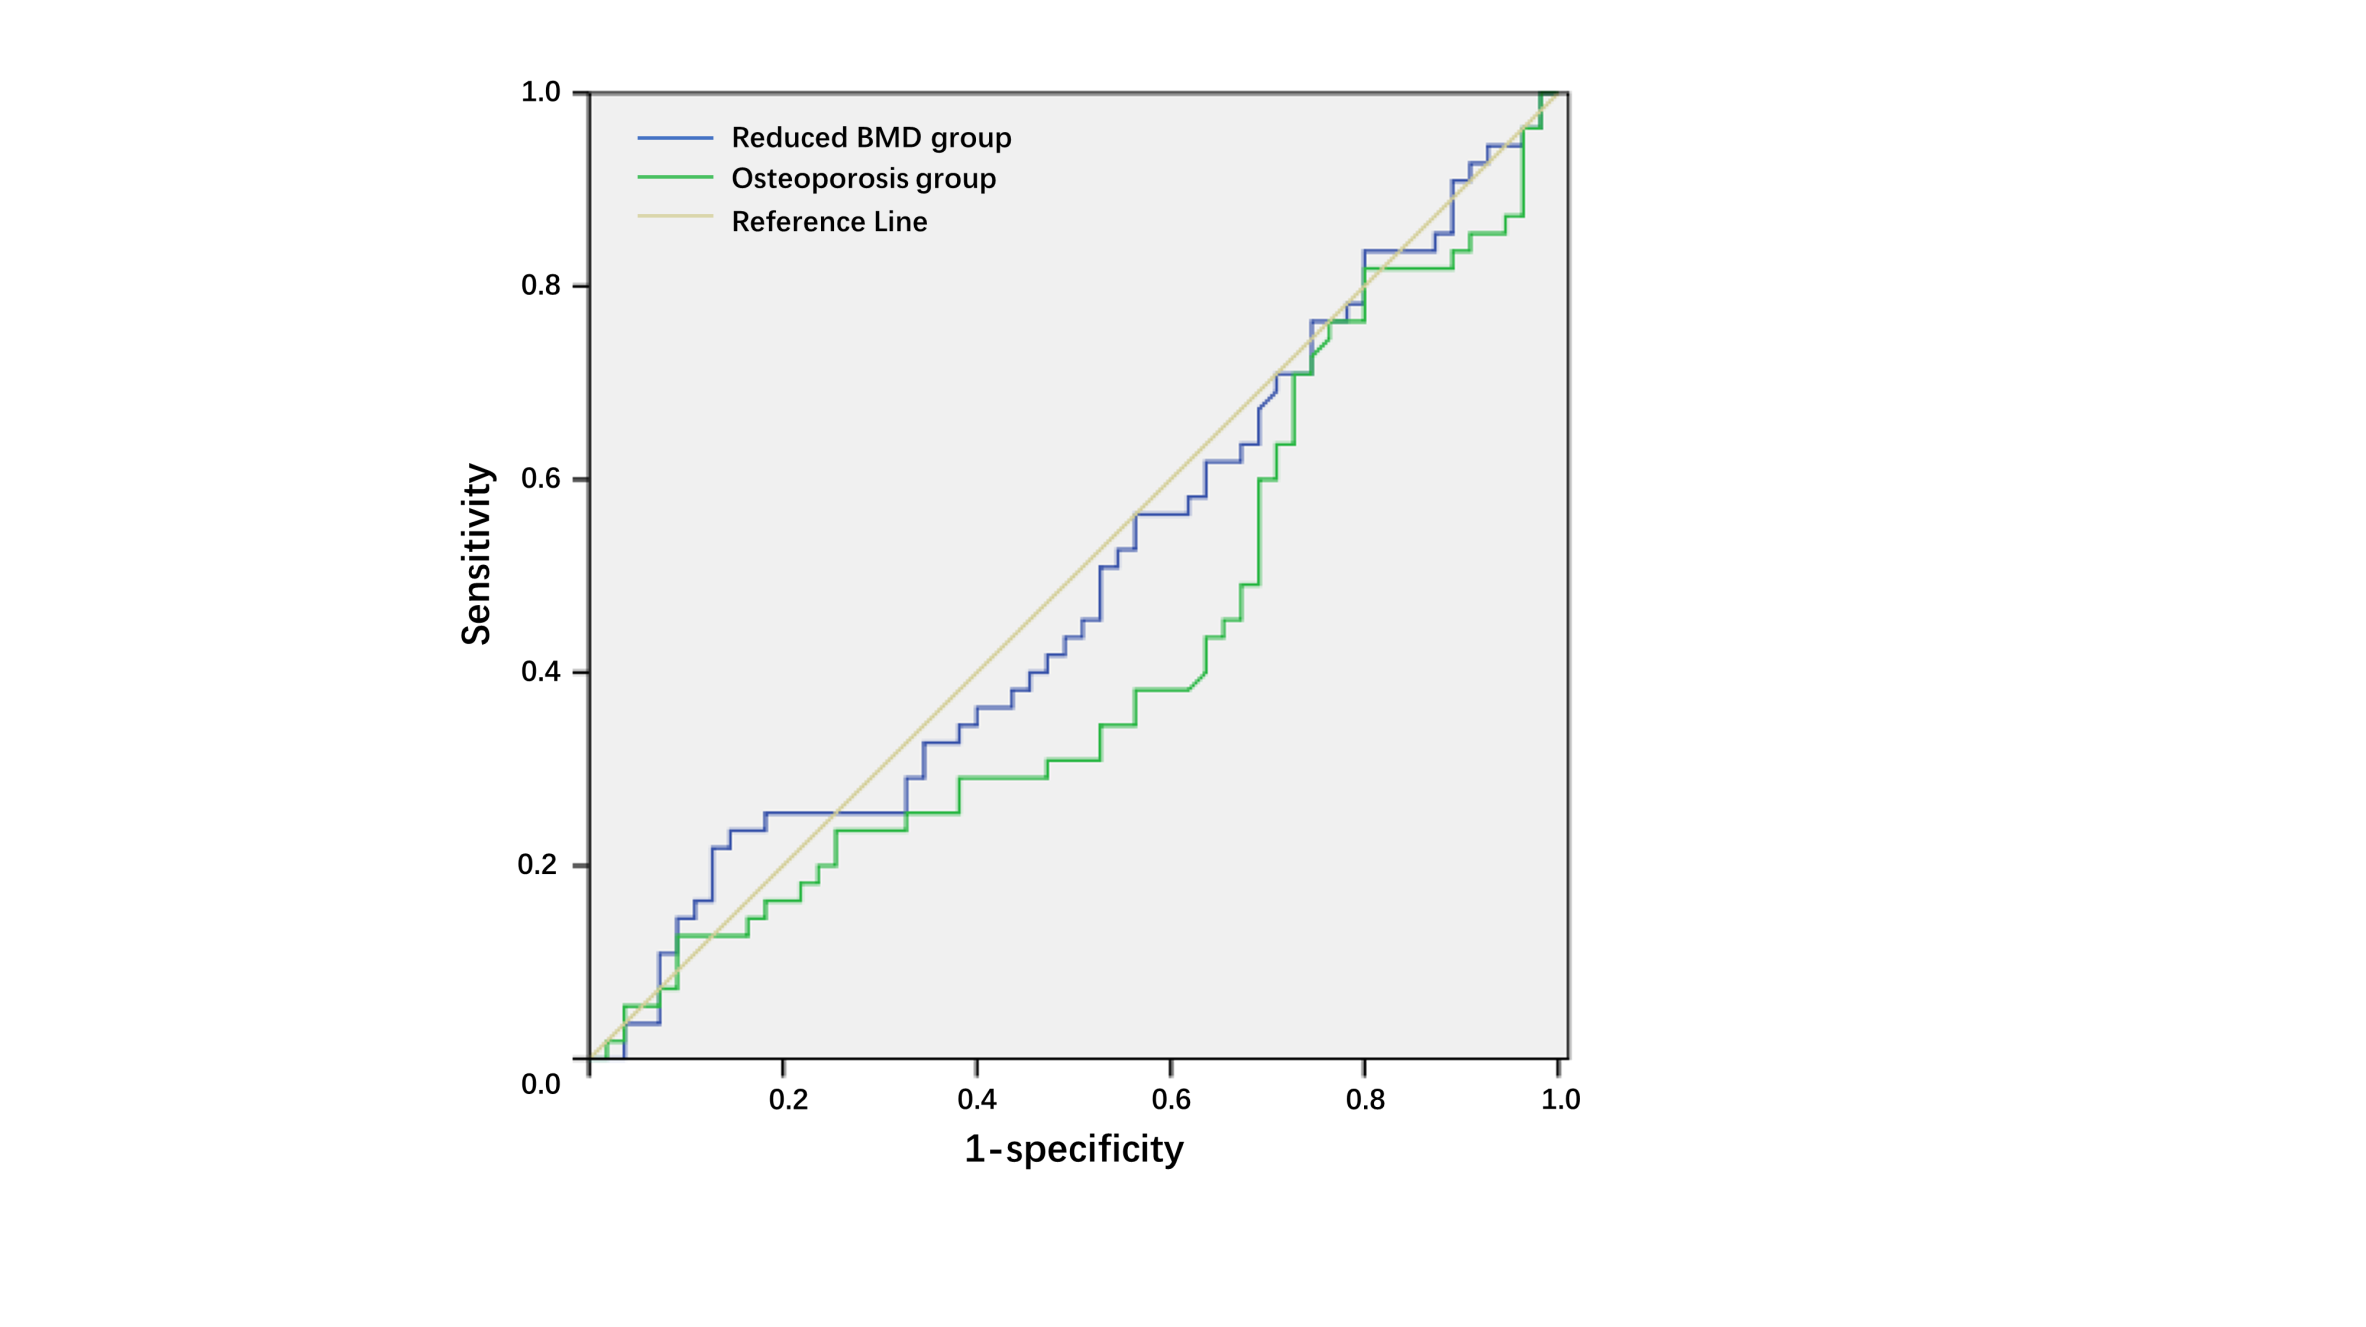 1.0
Reduced BMD group
Osteoporosis group
Reference Line
0.8
0.6
Sensitivity
0.4
0.2
0.0
0.2 0.4 0.6 0.8 1.0
1-specificity